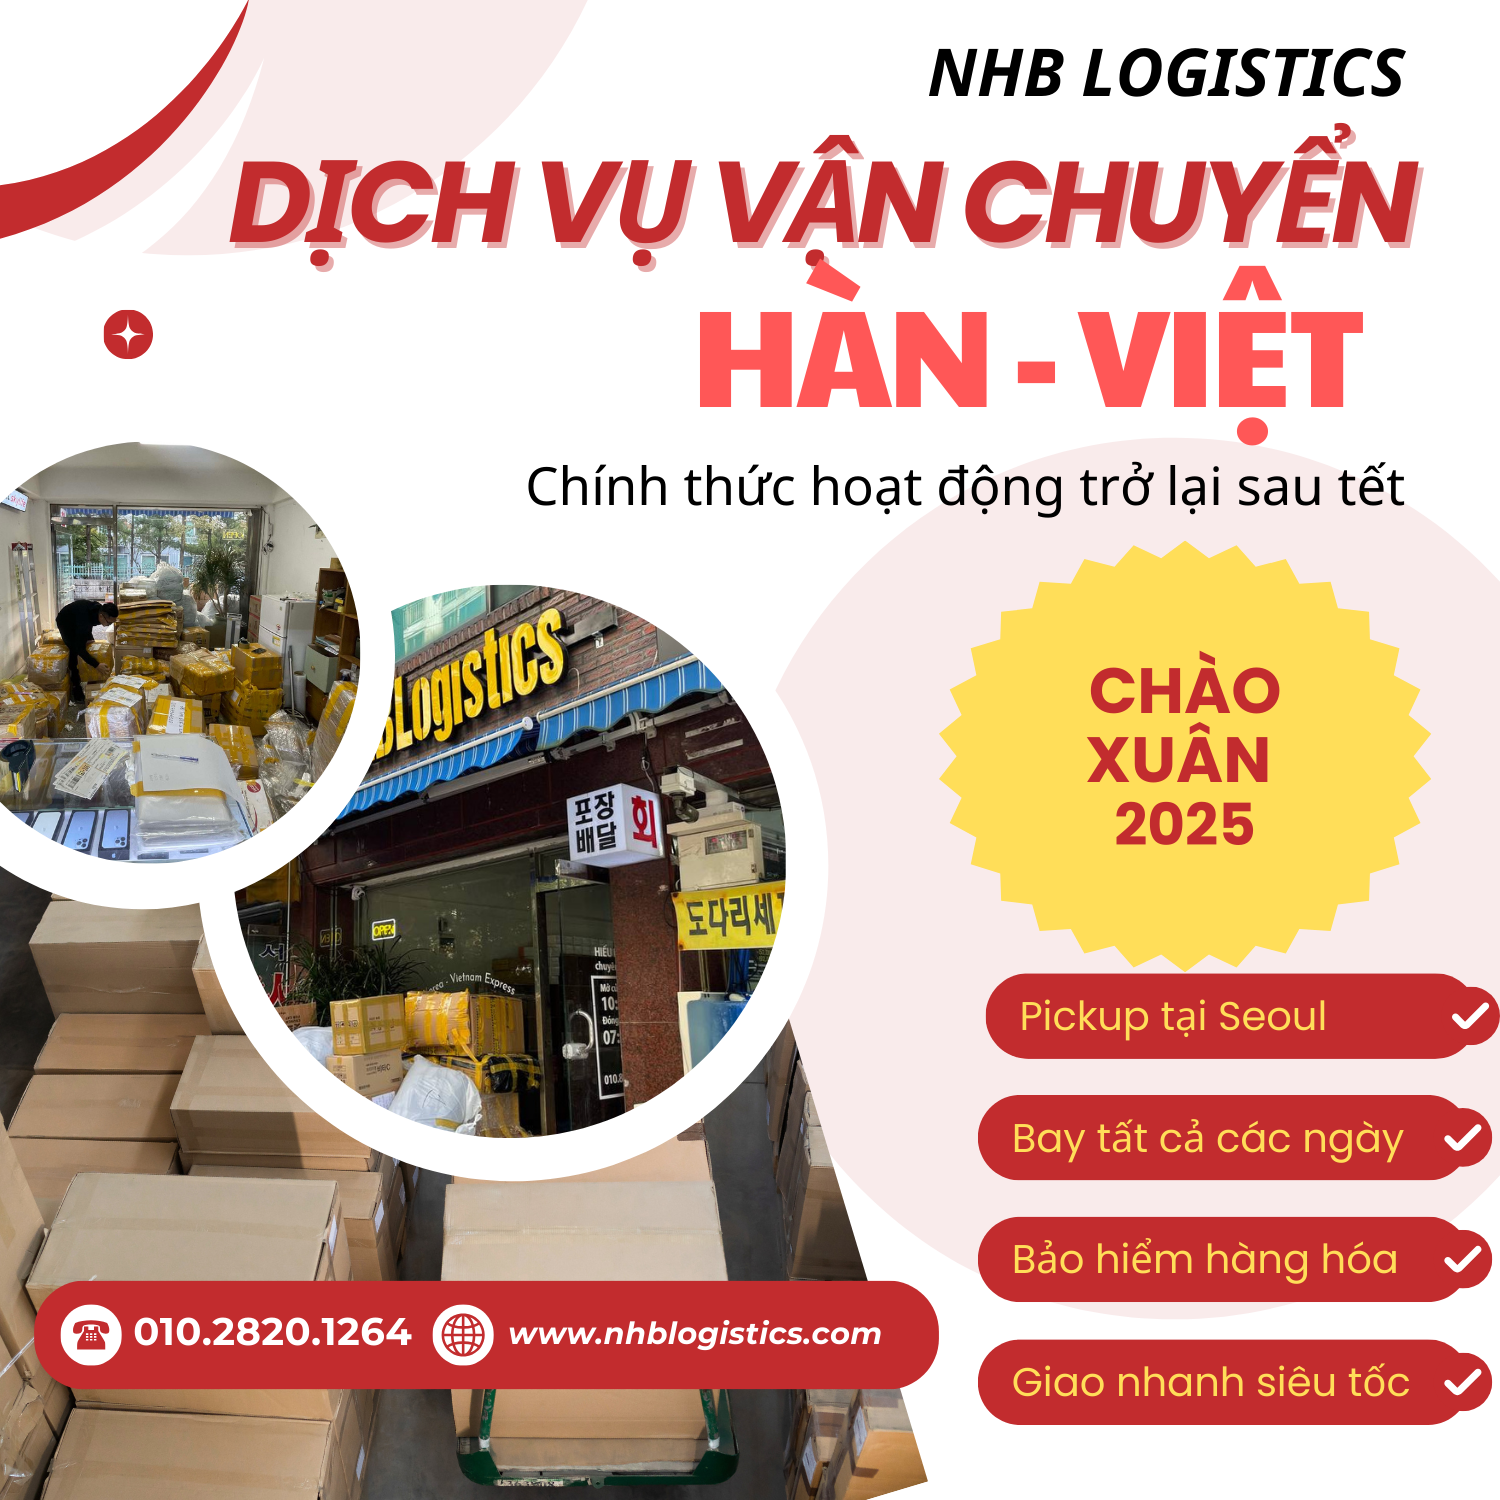 NHB LOGISTICS
DỊCH VỤ VẬN CHUYỂN
HÀN - VIỆT
Chính thức hoạt động trở lại sau tết
CHÀO
XUÂN
2025
Logistics
포장
배달
회
도다리세
OPEN
Korea - Vietnam Express
Pickup tại Seoul
Bay tất cả các ngày
Bảo hiểm hàng hóa
Giao nhanh siêu tốc
010.2820.1264
www.nhblogistics.com